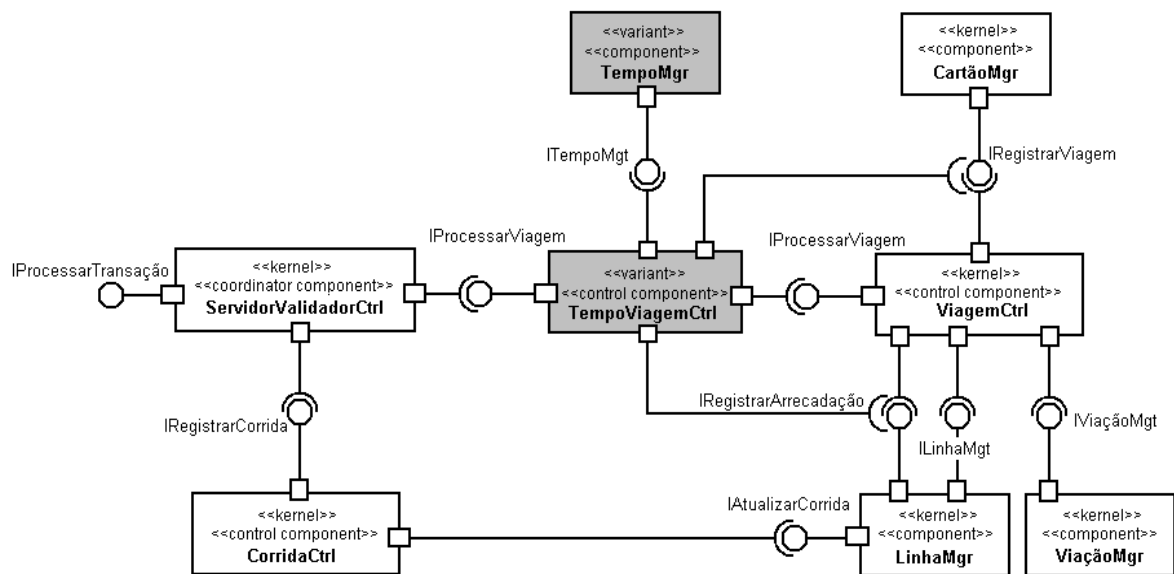 <<variant>>
<<component>>
TempoMgr
<<kernel>>
<<component>>
CartãoMgr
ITempoMgt
IRegistrarViagem
IProcessarViagem
IProcessarViagem
IProcessarTransação
<<kernel>>
<<coordinator component>>
ServidorValidadorCtrl
<<variant>>
<<control component>>
TempoViagemCtrl
<<kernel>>
<<control component>>
ViagemCtrl
IRegistrarCorrida
IRegistrarArrecadação
ILinhaMgt
IViaçãoMgt
IAtualizarCorrida
<<kernel>>
<<control component>>
CorridaCtrl
<<kernel>>
<<component>>
LinhaMgr
<<kernel>>
<<component>>
ViaçãoMgr